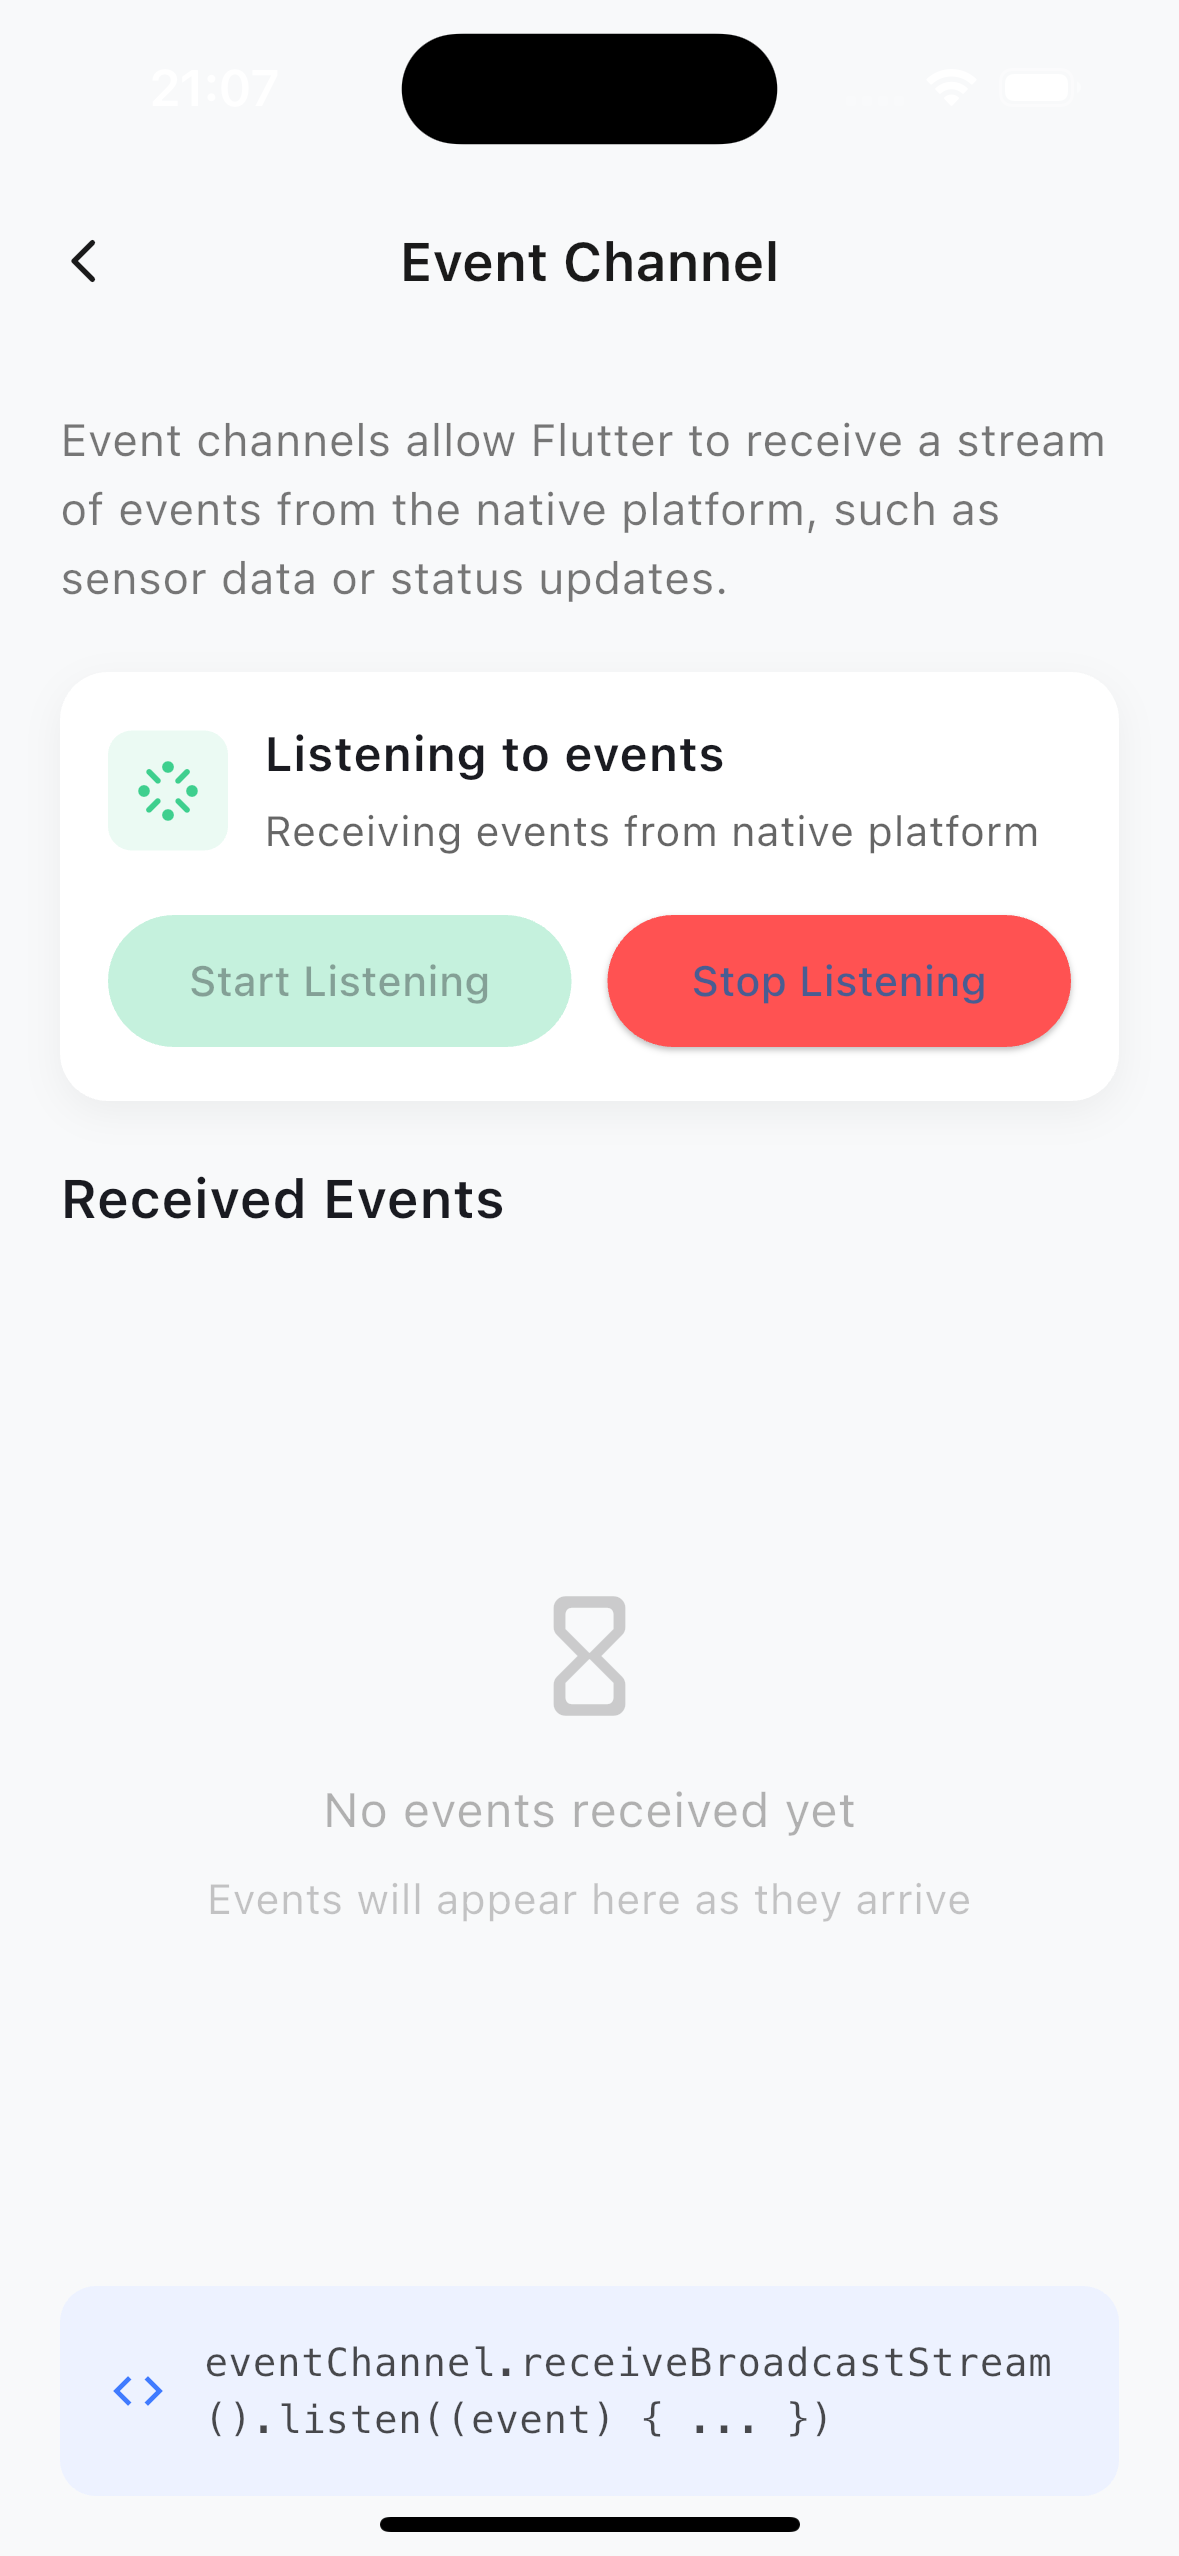 21:07
Event Channel
Event channels allow Flutter to receive a stream
of events from the native platform, such as
sensor data or status updates.
Listening to events
Receiving events from native platform
Start Listening
Stop Listening
Received Events
No events received yet
Events will appear here as they arrive
eventChannel.receiveBroadcastStream
().listen((event) { ... })